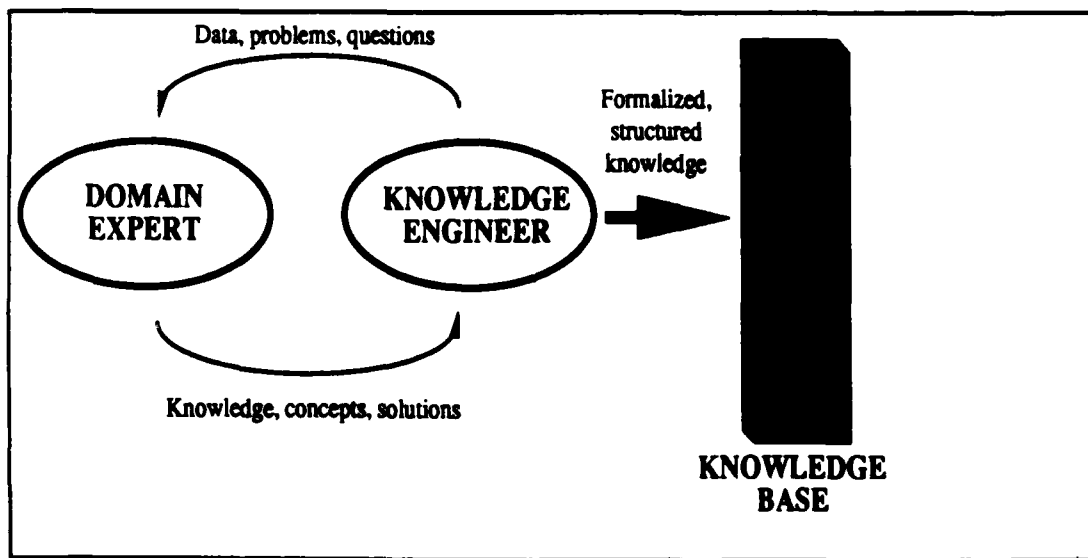 Data, problems, questions
Formalized,
structured
knowledge
DOMAIN
EXPERT
KNOWLEDGE
ENGINEER
Knowledge, concepts, solutions
KNOWLEDGE
BASE